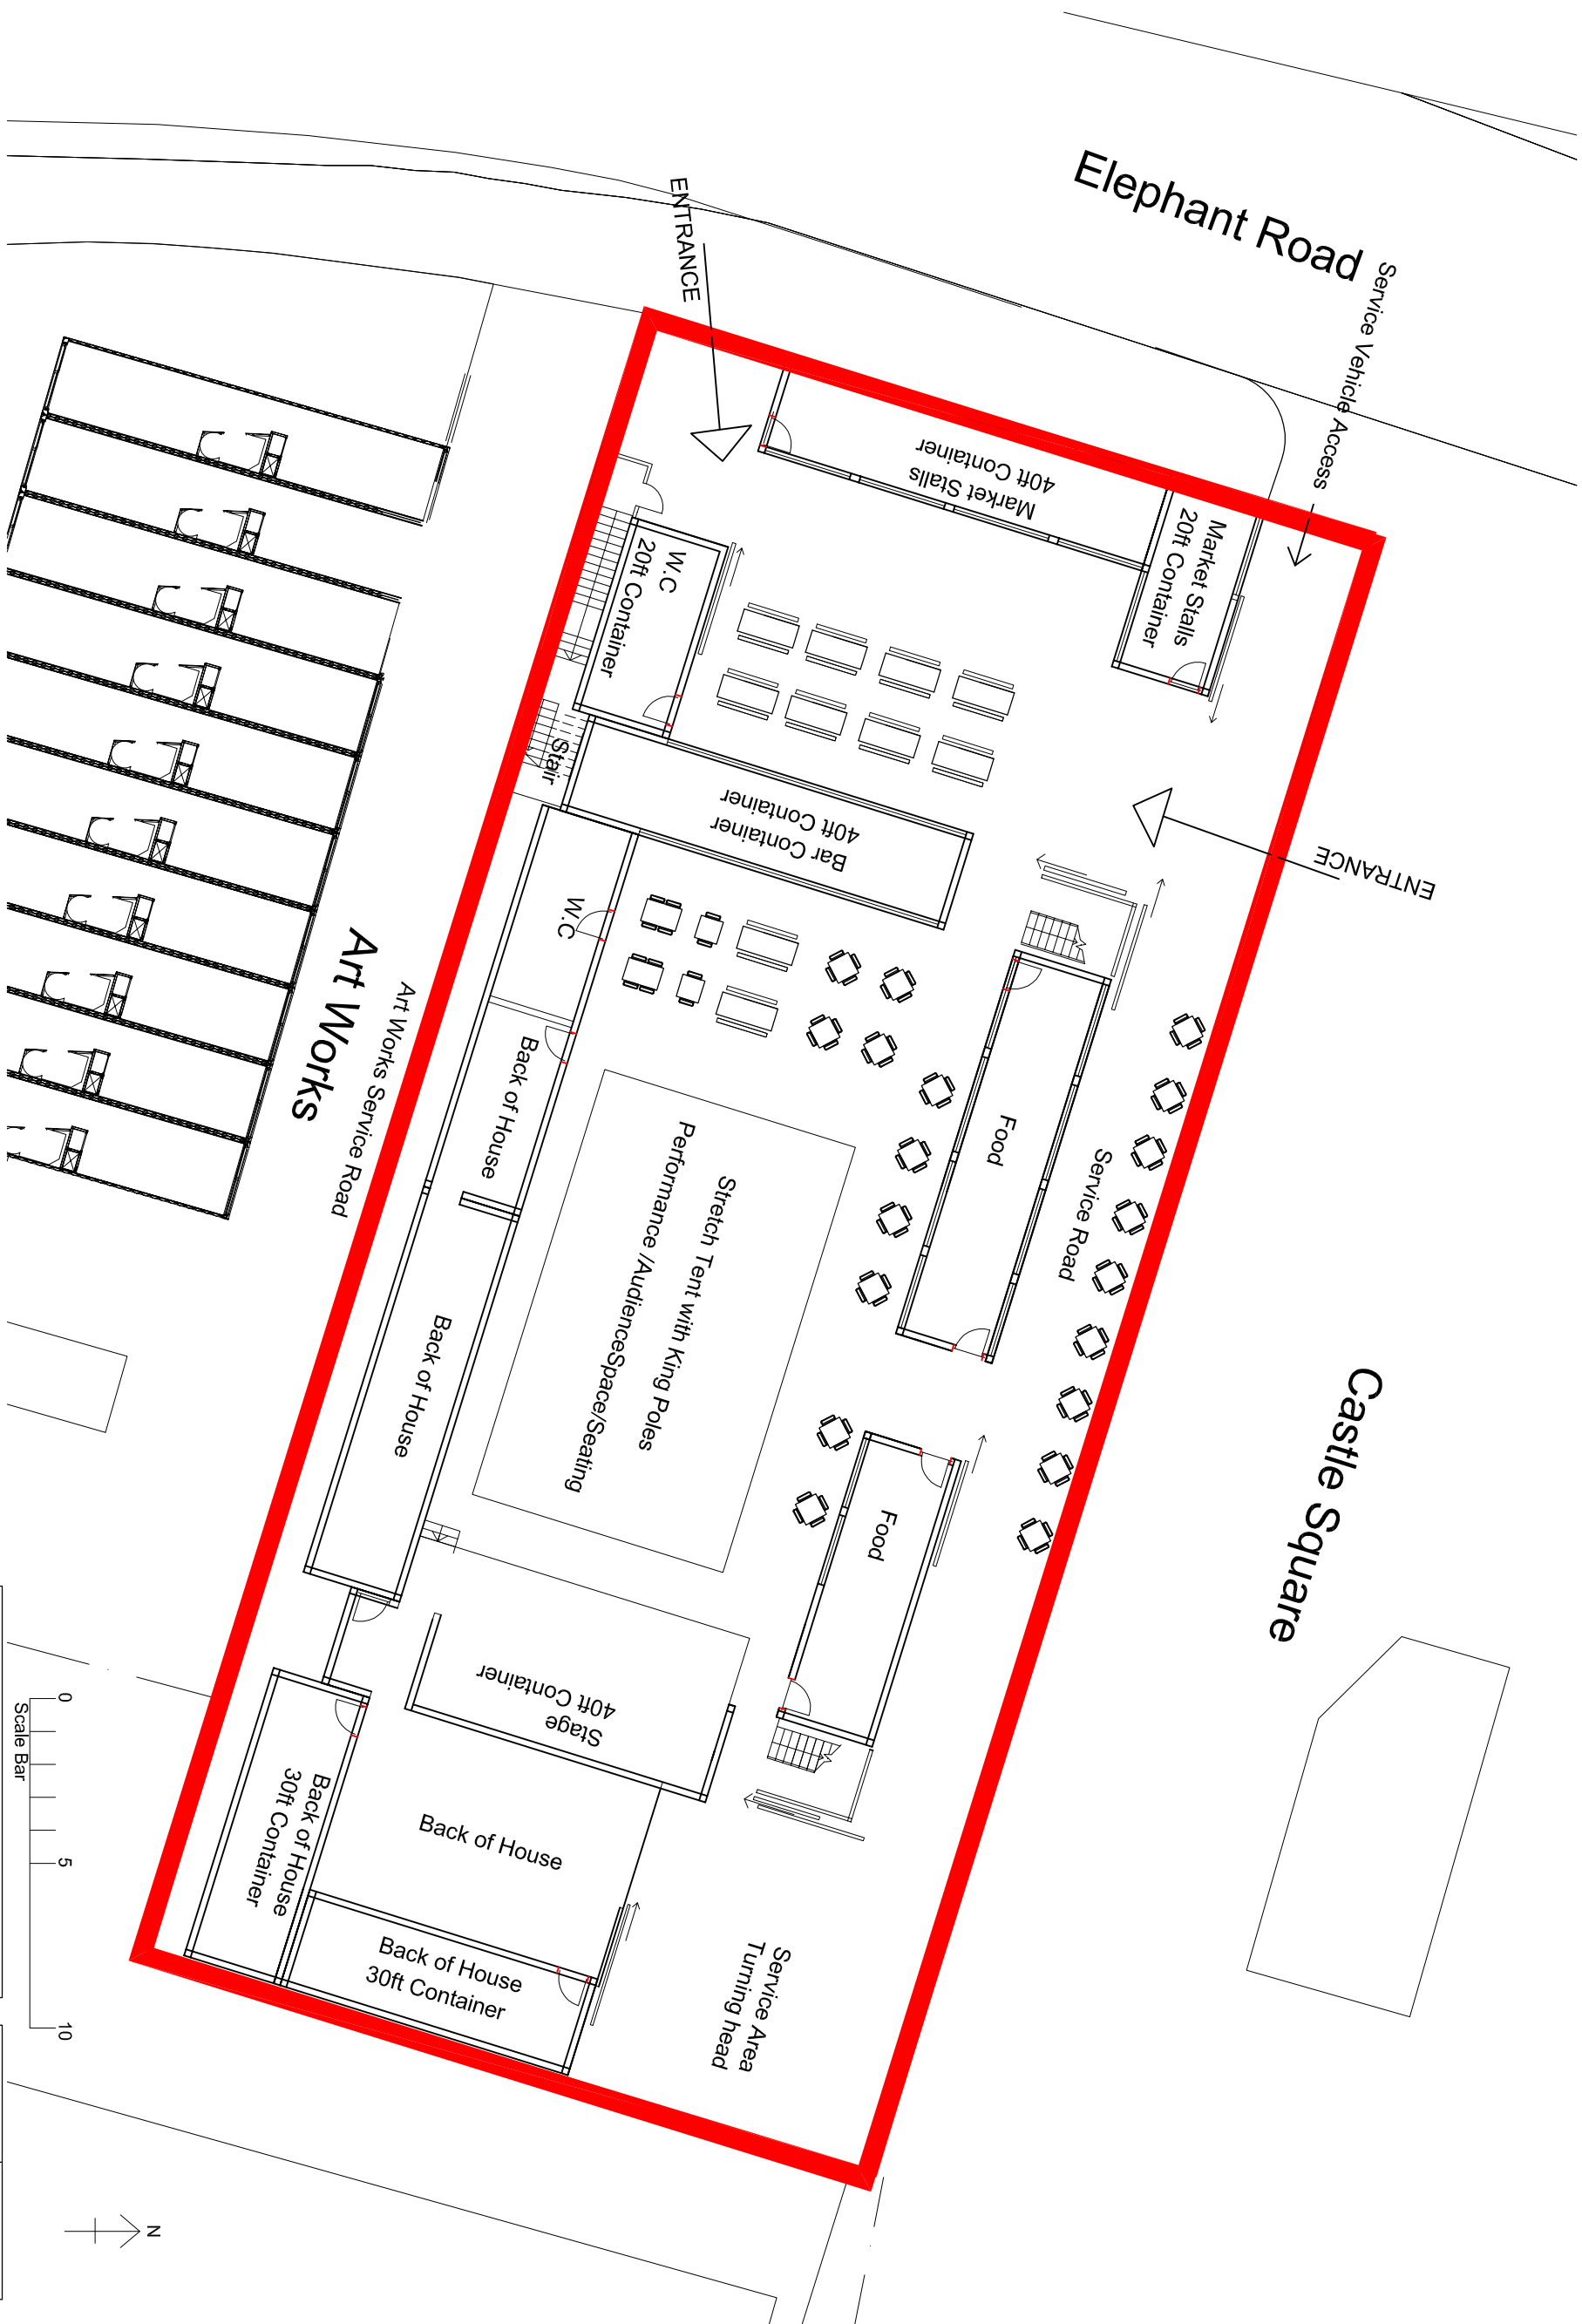 Elephant Road
Service Vehicle Access
ENTRANCE
Market Stalls
40ft Container
Market Stalls
20ft Container
W.C
20ft Container
Stair
Bar Container
40ft Container
ENTRANCE
W.C
Back of House
Food
Service Road
Castle Square
Art Works
Art Works Service Road
Stretch Tent with King Poles
Performance /AudienceSpace/Seating
Back of House
Food
Stage
40ft Container
Back of House
Back of House
30ft Container
Back of House
30ft Container
Service Area
Turning head
0
5
10
Scale Bar
N